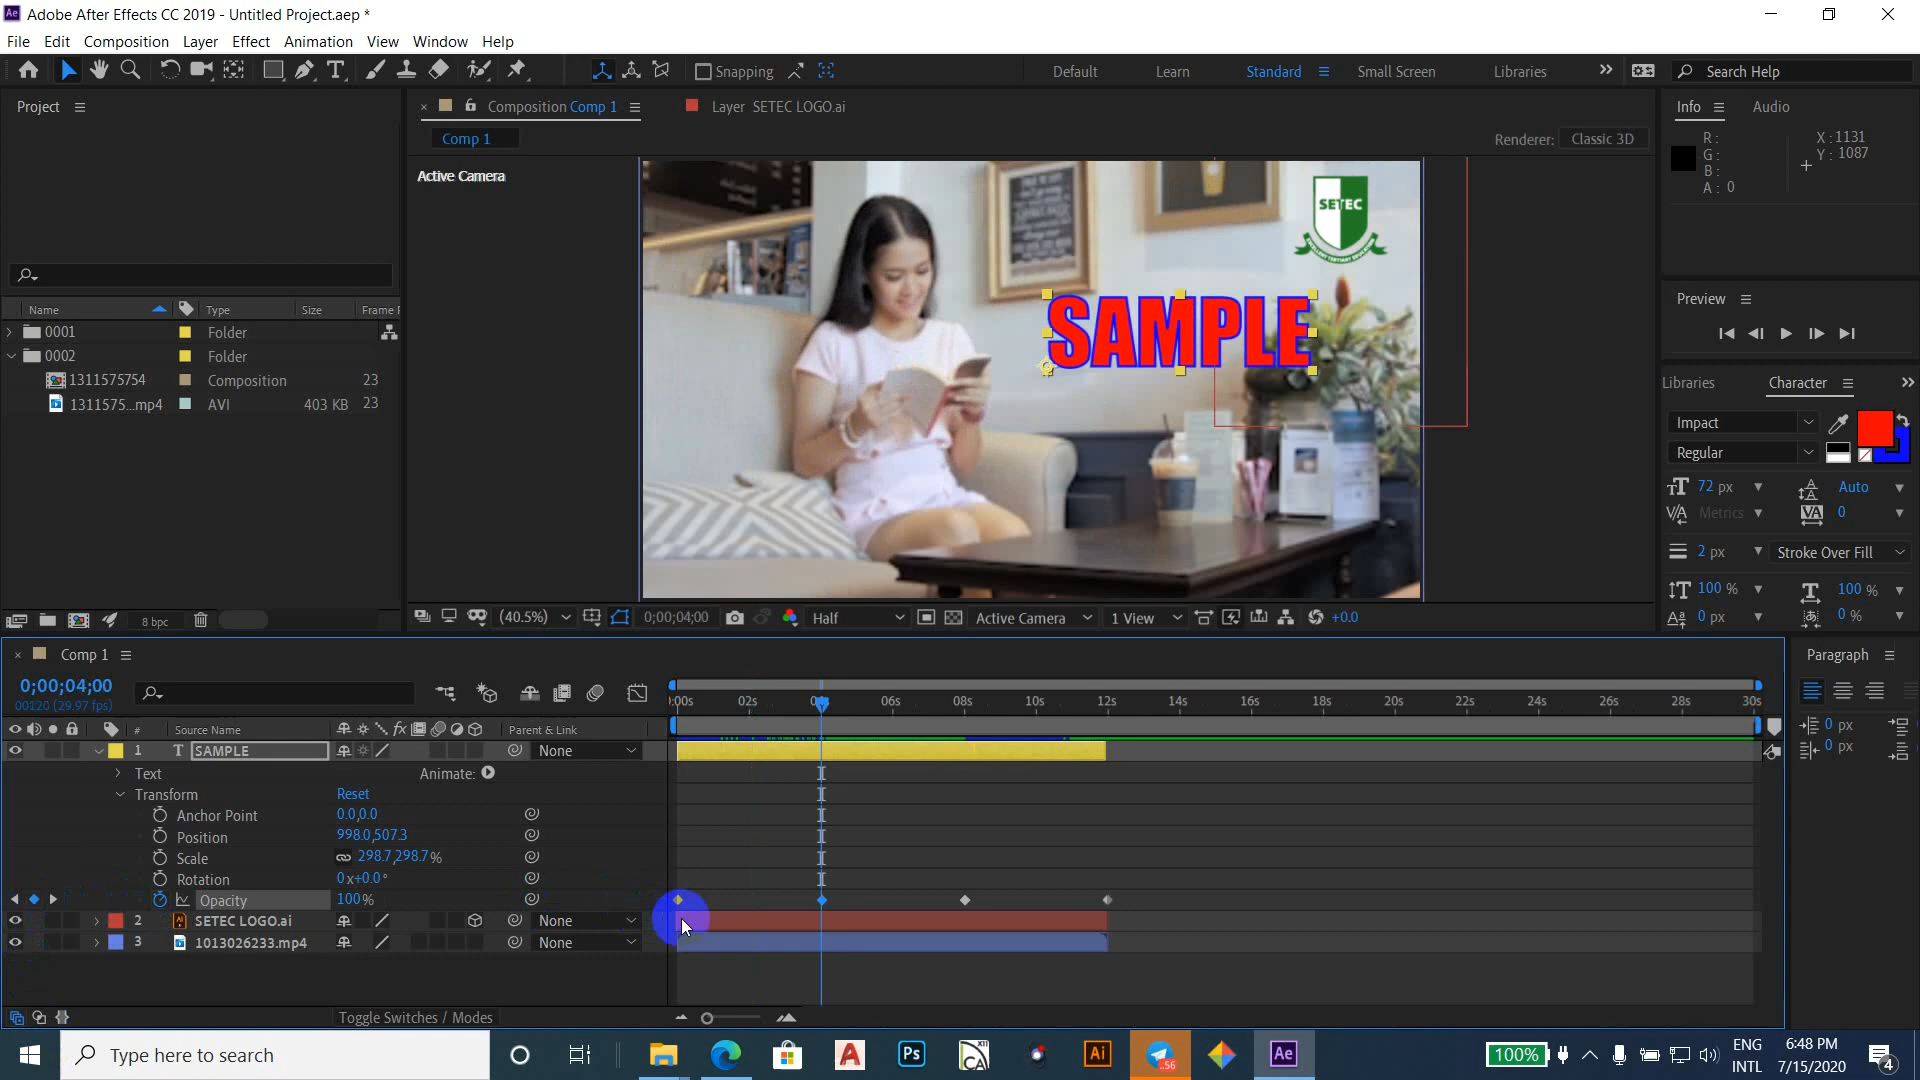 Adobe After Effects CC 2019 - Untitled Project.aep *
File Edit Composition Layer Effect Animation View Window Help
Snapping Default Learn Standard Small Screen Libraries Search Help
Project
Composition Comp 1
Layer SETEC LOGO.ai
Info Audio
Comp 1
Renderer: Classic 3D
R:
G:
B:
A: 0
X: 1131
Y: 1087
Active Camera
SETEC
SAMPLE
Name Type Size Frame
0001 Folder
0002 Folder
1311575754 Composition 23
1311575...mp4 AVI 403 KB 23
8 bpc
Preview
Libraries Character
Impact
Regular
72 px Auto
Metrics 0
2 px Stroke Over Fill
100 % 100 %
0 px 0 %
(40.5%) 0;00;04;00 Half Active Camera 1 View +0.0
Comp 1
Paragraph
0;00;04;00
00120 (29.97 fps)
:00s 02s 06s 08s 10s 12s 14s 16s 18s 20s 22s 24s 26s 28s 30s
0 px
0 px
# Source Name Parent & Link
1 T SAMPLE None
Text Animate:
Transform Reset
Anchor Point 0.0,0.0
Position 998.0,507.3
Scale 298.7,298.7%
Rotation 0x+0.0°
Opacity 100%
2 SETEC LOGO.ai None
3 1013026233.mp4 None
Toggle Switches / Modes
Type here to search
Ps
Ai
Ae
100%
ENG
INTL
6:48 PM
7/15/2020
4